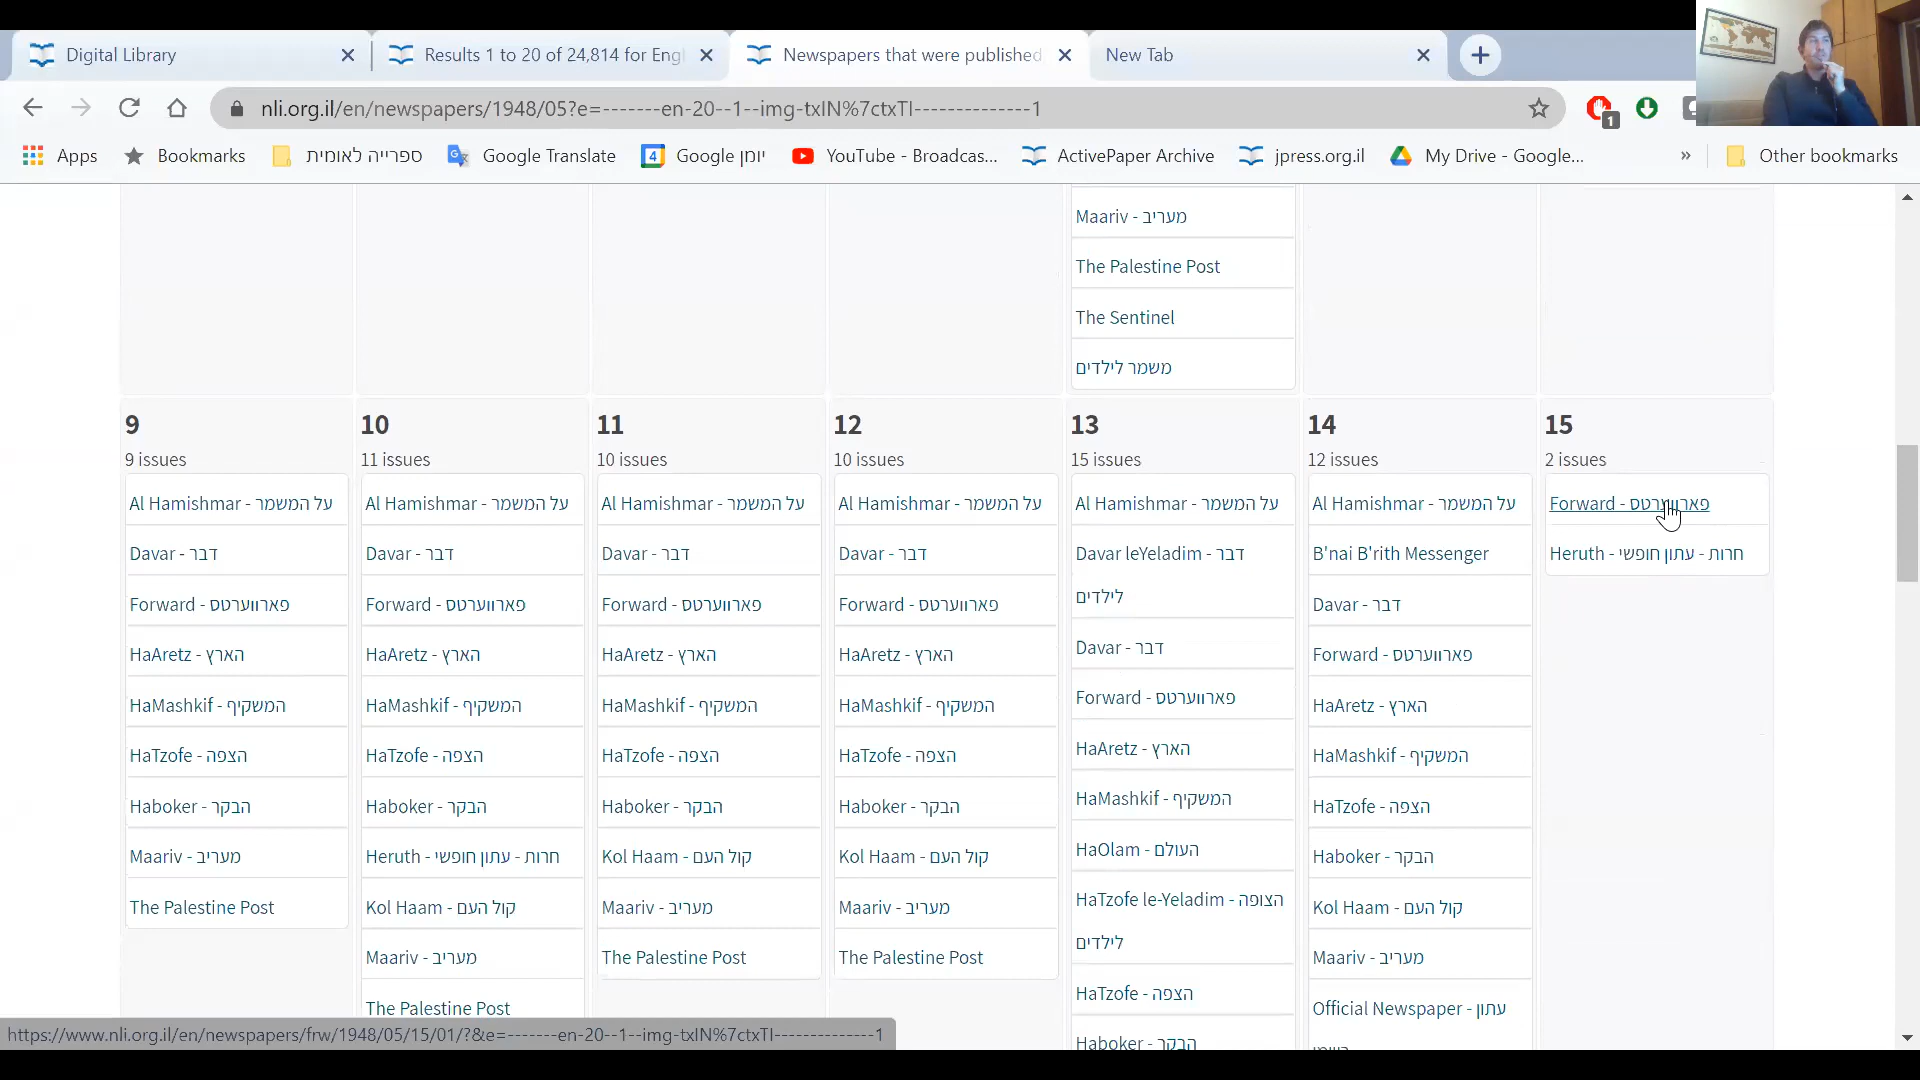 Digital Library
Results 1 to 20 of 24,814 for Engl
Newspapers that were published
New Tab
nli.org.il/en/newspapers/1948/05?e=-------en-20--1--img-txIN%7ctxTI--------------1
1
Apps
Bookmarks
ספרייה לאומית
Google Translate
4
יומן Google
YouTube - Broadcas...
ActivePaper Archive
jpress.org.il
My Drive - Google...
»
Other bookmarks
Maariv - מעריב
The Palestine Post
The Sentinel
משמר לילדים
9
9 issues
Al Hamishmar - על המשמר
Davar - דבר
Forward - פארווערטס
HaAretz - הארץ
HaMashkif - המשקיף
HaTzofe - הצפה
Haboker - הבקר
Maariv - מעריב
The Palestine Post
10
11 issues
Al Hamishmar - על המשמר
Davar - דבר
Forward - פארווערטס
HaAretz - הארץ
HaMashkif - המשקיף
HaTzofe - הצפה
Haboker - הבקר
Heruth - חרות - עתון חופשי
Kol Haam - קול העם
Maariv - מעריב
The Palestine Post
11
10 issues
Al Hamishmar - על המשמר
Davar - דבר
Forward - פארווערטס
HaAretz - הארץ
HaMashkif - המשקיף
HaTzofe - הצפה
Haboker - הבקר
Kol Haam - קול העם
Maariv - מעריב
The Palestine Post
12
10 issues
Al Hamishmar - על המשמר
Davar - דבר
Forward - פארווערטס
HaAretz - הארץ
HaMashkif - המשקיף
HaTzofe - הצפה
Haboker - הבקר
Kol Haam - קול העם
Maariv - מעריב
The Palestine Post
13
15 issues
Al Hamishmar - על המשמר
Davar leYeladim - דבר
לילדים
Davar - דבר
Forward - פארווערטס
HaAretz - הארץ
HaMashkif - המשקיף
HaOlam - העולם
HaTzofe le-Yeladim - הצופה
לילדים
HaTzofe - הצפה
Haboker - הבקר
14
12 issues
Al Hamishmar - על המשמר
B'nai B'rith Messenger
Davar - דבר
Forward - פארווערטס
HaAretz - הארץ
HaMashkif - המשקיף
HaTzofe - הצפה
Haboker - הבקר
Kol Haam - קול העם
Maariv - מעריב
Official Newspaper - עתון
15
2 issues
Forward - פארווערטס
Heruth - חרות - עתון חופשי
https://www.nli.org.il/en/newspapers/frw/1948/05/15/01/?&e=-------en-20--1--img-txIN%7ctxTI--------------1